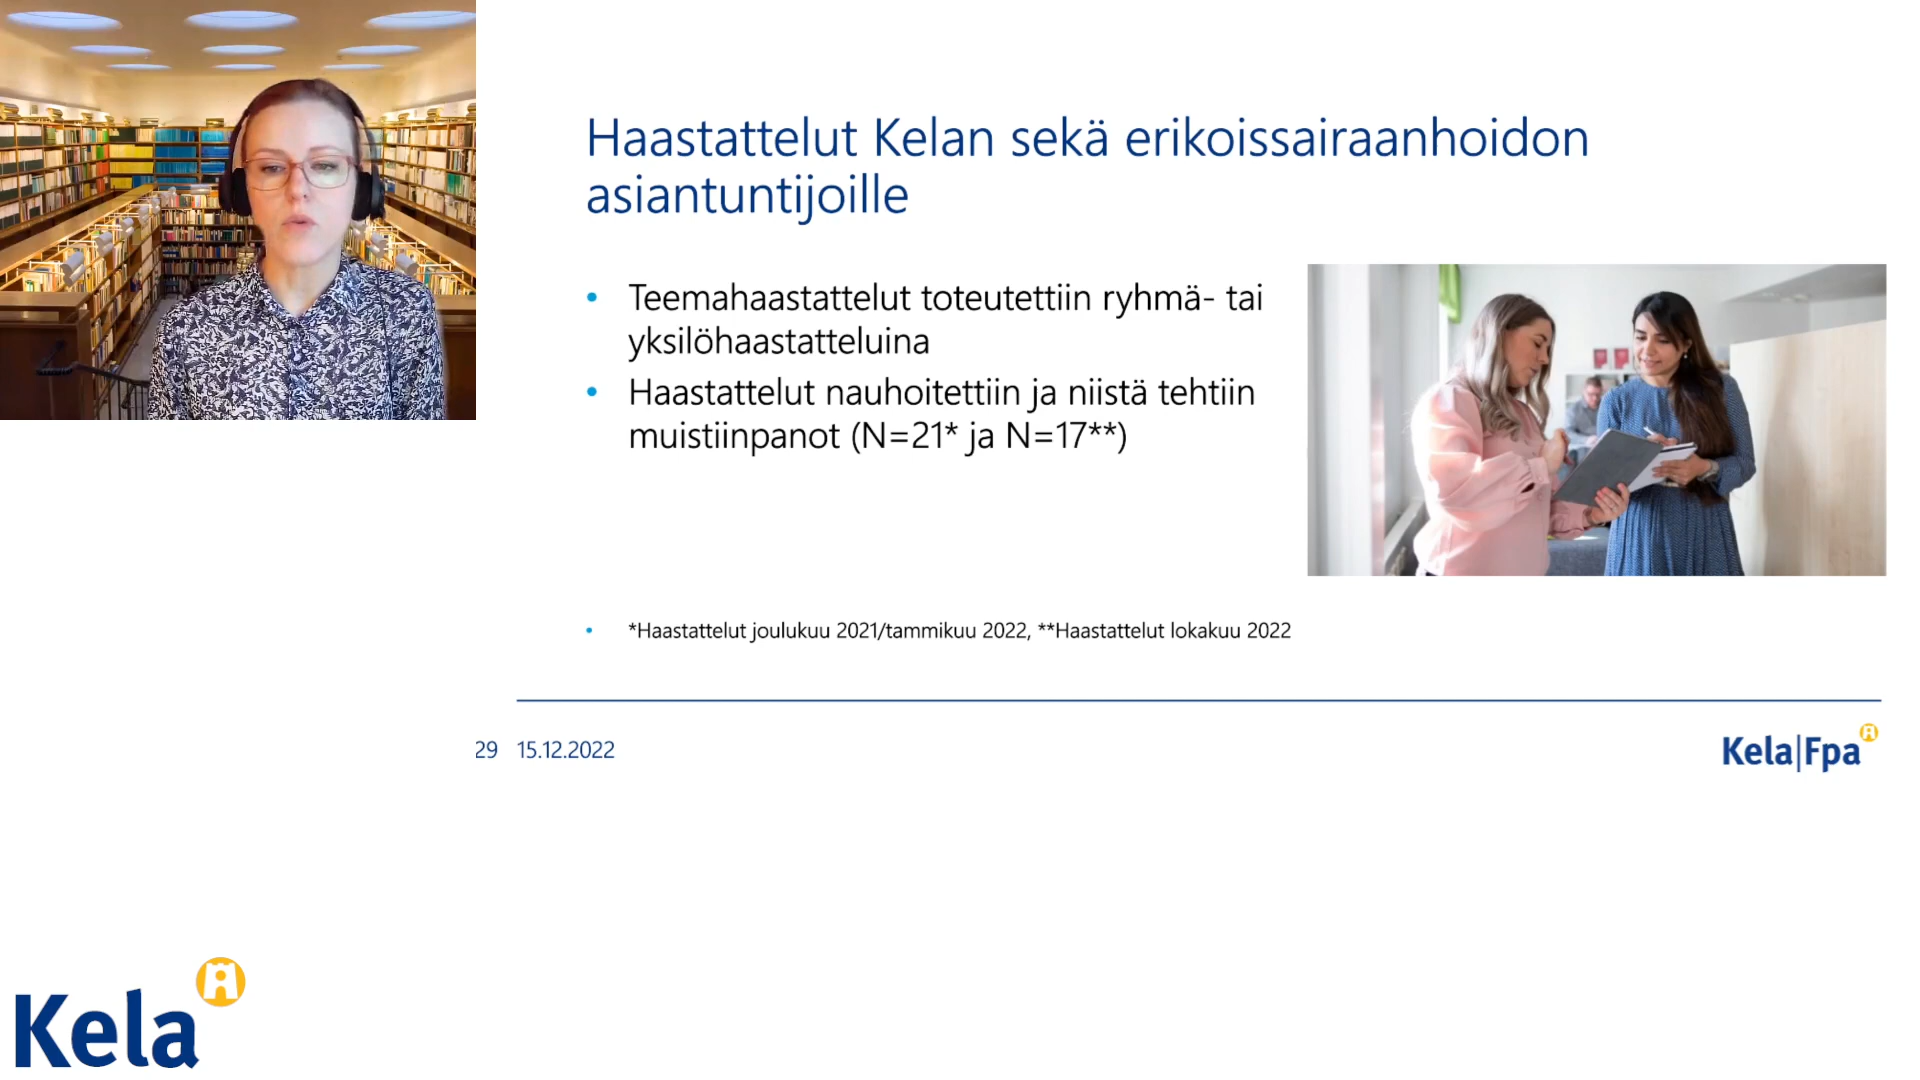 Haastattelut Kelan sekä erikoissairaanhoidon
asiantuntijoille
• Teemahaastattelut toteutettiin ryhmä- tai
yksilöhaastatteluina
• Haastattelut nauhoitettiin ja niistä tehtiin
muistiinpanot (N=21* ja N=17**)
• *Haastattelut joulukuu 2021/tammikuu 2022, **Haastattelut lokakuu 2022
29 15.12.2022
Kela|Fpa
Kela